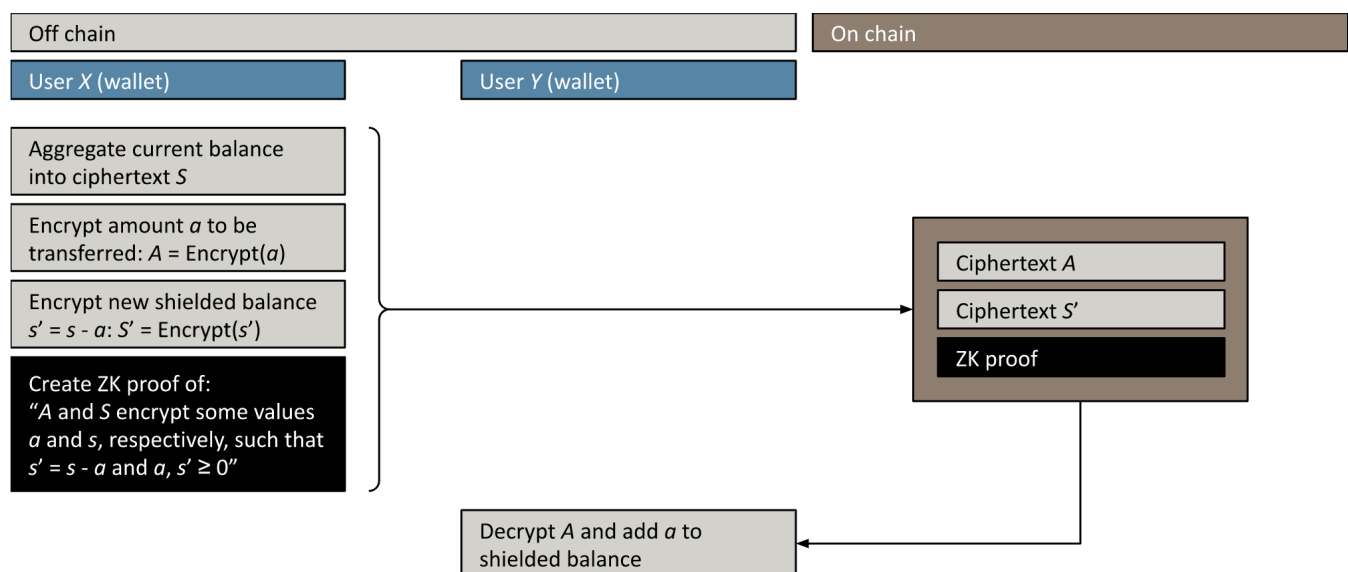 Off chain
On chain
User X (wallet)
User Y (wallet)
Aggregate current balance
into ciphertext S
Encrypt amount a to be
transferred: A = Encrypt(a)
Encrypt new shielded balance
s’ = s - a: S’ = Encrypt(s’)
Create ZK proof of:
“A and S encrypt some values
a and s, respectively, such that
s’ = s - a and a, s’ ≥ 0”
Ciphertext A
Ciphertext S’
ZK proof
Decrypt A and add a to
shielded balance